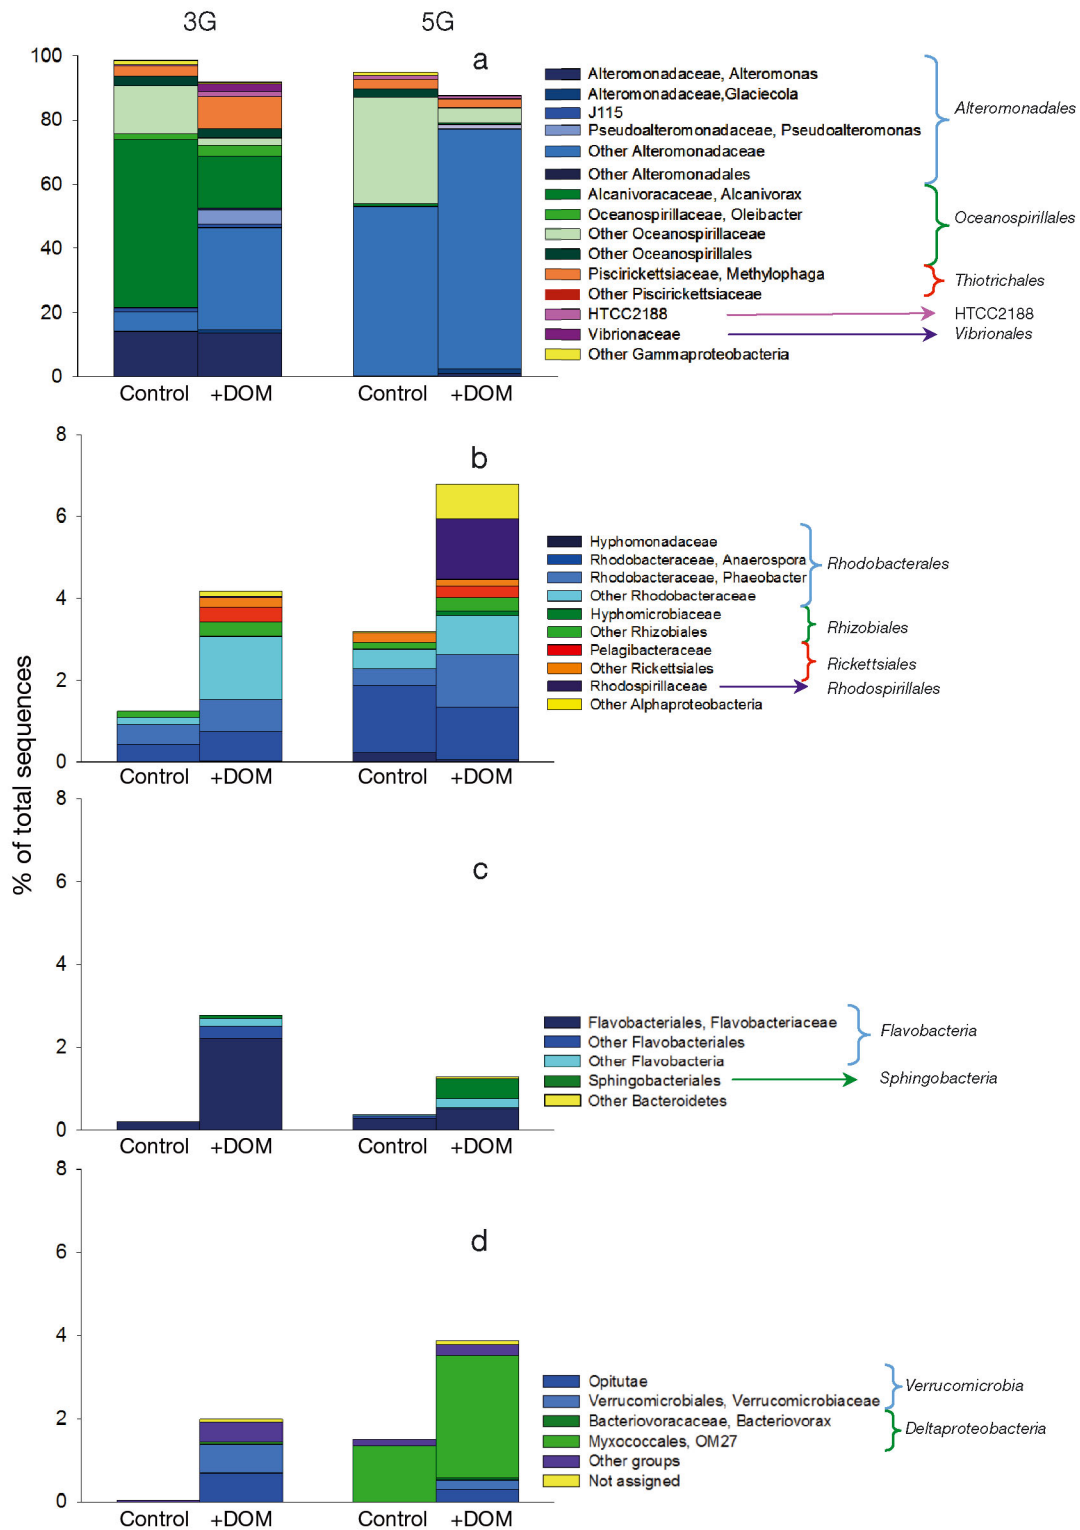 3G 5G
a
100
80
60
40
20
0
Control +DOM Control +DOM
Alteromonadaceae, Alteromonas
Alteromonadaceae,Glaciecola
J115
Pseudoalteromonadaceae, Pseudoalteromonas
Other Alteromonadaceae
Other Alteromonadales
Alcanivoracaceae, Alcanivorax
Oceanospirillaceae, Oleibacter
Other Oceanospirillaceae
Other Oceanospirillales
Piscirickettsiaceae, Methylophaga
Other Piscirickettsiaceae
HTCC2188
Vibrionaceae
Other Gammaproteobacteria
Alteromonadales
Oceanospirillales
Thiotrichales
HTCC2188
Vibrionales
% of total sequences
b
8
6
4
2
0
Control +DOM Control +DOM
Hyphomonadaceae
Rhodobacteraceae, Anaerospora
Rhodobacteraceae, Phaeobacter
Other Rhodobacteraceae
Hyphomicrobiaceae
Other Rhizobiales
Pelagibacteraceae
Other Rickettsiales
Rhodospirillaceae
Other Alphaproteobacteria
Rhodobacterales
Rhizobiales
Rickettsiales
Rhodospirillales
c
8
6
4
2
0
Control +DOM Control +DOM
Flavobacteriales, Flavobacteriaceae
Other Flavobacteriales
Other Flavobacteria
Sphingobacteriales
Other Bacteroidetes
Flavobacteria
Sphingobacteria
d
8
6
4
2
0
Control +DOM Control +DOM
Opitutae
Verrucomicrobiales, Verrucomicrobiaceae
Bacteriovoracaceae, Bacteriovorax
Myxococcales, OM27
Other groups
Not assigned
Verrucomicrobia
Deltaproteobacteria